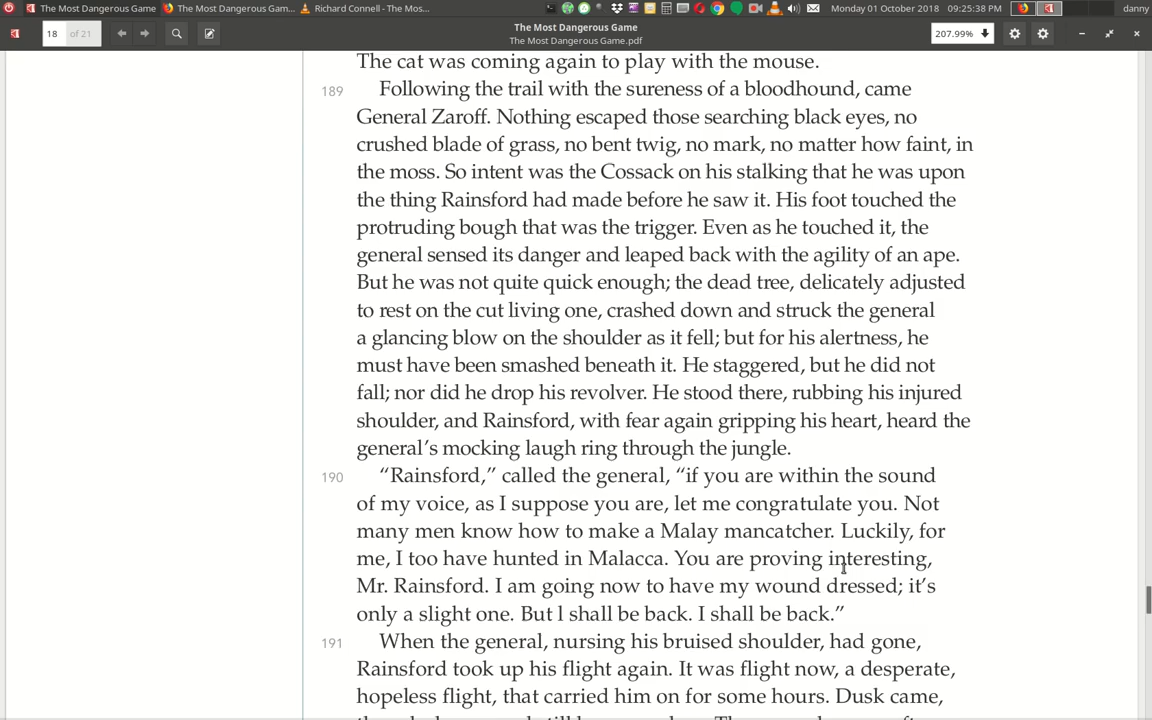 The Most Dangerous Game
The Most Dangerous Gam...
Richard Connell - The Mos...
Monday 01 October 2018
09:25:38 PM
danny
18
of 21
The Most Dangerous Game
The Most Dangerous Game.pdf
207.99%
The cat was coming again to play with the mouse.
189
Following the trail with the sureness of a bloodhound, came
General Zaroff. Nothing escaped those searching black eyes, no
crushed blade of grass, no bent twig, no mark, no matter how faint, in
the moss. So intent was the Cossack on his stalking that he was upon
the thing Rainsford had made before he saw it. His foot touched the
protruding bough that was the trigger. Even as he touched it, the
general sensed its danger and leaped back with the agility of an ape.
But he was not quite quick enough; the dead tree, delicately adjusted
to rest on the cut living one, crashed down and struck the general
a glancing blow on the shoulder as it fell; but for his alertness, he
must have been smashed beneath it. He staggered, but he did not
fall; nor did he drop his revolver. He stood there, rubbing his injured
shoulder, and Rainsford, with fear again gripping his heart, heard the
general's mocking laugh ring through the jungle.
190
“Rainsford,” called the general, “if you are within the sound
of my voice, as I suppose you are, let me congratulate you. Not
many men know how to make a Malay mancatcher. Luckily, for
me, I too have hunted in Malacca. You are proving interesting,
Mr. Rainsford. I am going now to have my wound dressed; it's
only a slight one. But l shall be back. I shall be back.”
191
When the general, nursing his bruised shoulder, had gone,
Rainsford took up his flight again. It was flight now, a desperate,
hopeless flight, that carried him on for some hours. Dusk came,